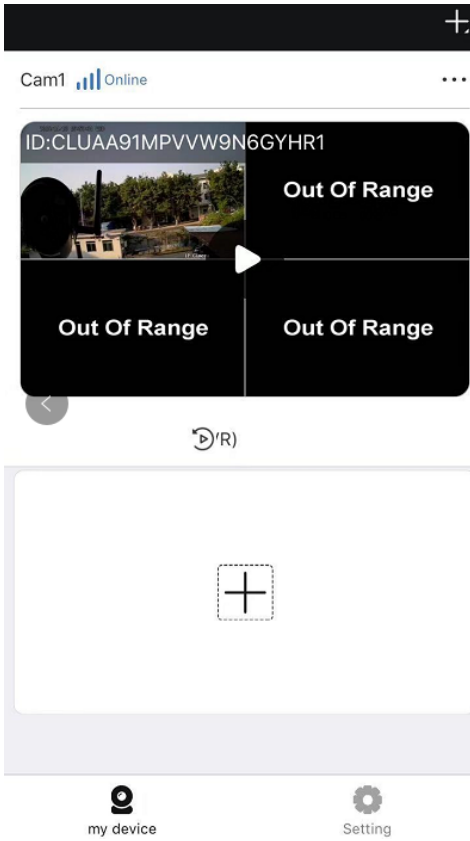 Cam1 Online
ID:CLUAA91MPVVW9N6GYHR1
Out Of Range
Out Of Range
Out Of Range
'R)
my device
Setting